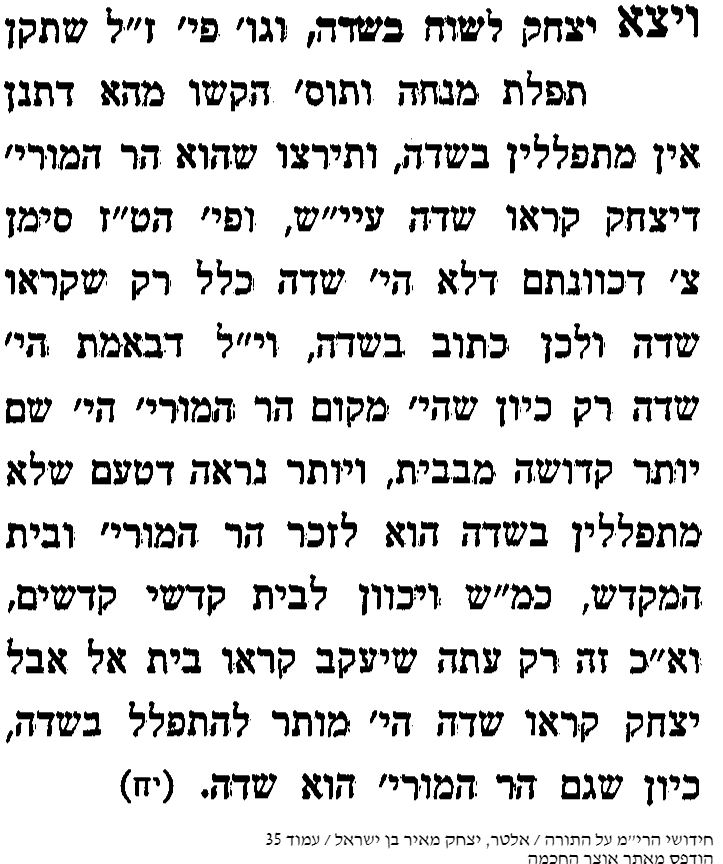 ויצא יצחק לשוח בשדה, וגו׳ פי׳ ז״ל שתקן
תפלת מנחה ותוס׳ הקשו מהא דתנן
אין מתפללין בשדה, ותירצו שהוא הר המורי׳
דיצחק קראו שדה עיי״ש, ופי׳ הט״ז סימן
צ׳ דכוונתם דלא הי׳ שדה כלל רק שקראו
שדה ולכן כתוב בשדה, וי״ל דבאמת הי׳
שדה רק כיון שהי׳ מקום הר המורי׳ הי׳ שם
יותר קדושה מבבית, ויותר נראה דטעם שלא
מתפללין בשדה הוא לזכר הר המורי׳ ובית
המקדש, כמ״ש ויכוון לבית קדשי קדשים,
וא״כ זה רק עתה שיעקב קראו בית אל אבל
יצחק קראו שדה הי׳ מותר להתפלל בשדה,
כיון שגם הר המורי׳ הוא שדה. (יח)
חידושי הרי״מ על התורה / אלטר, יצחק מאיר בן ישראל / עמוד 35
הודפס מאתר אוצר החכמה